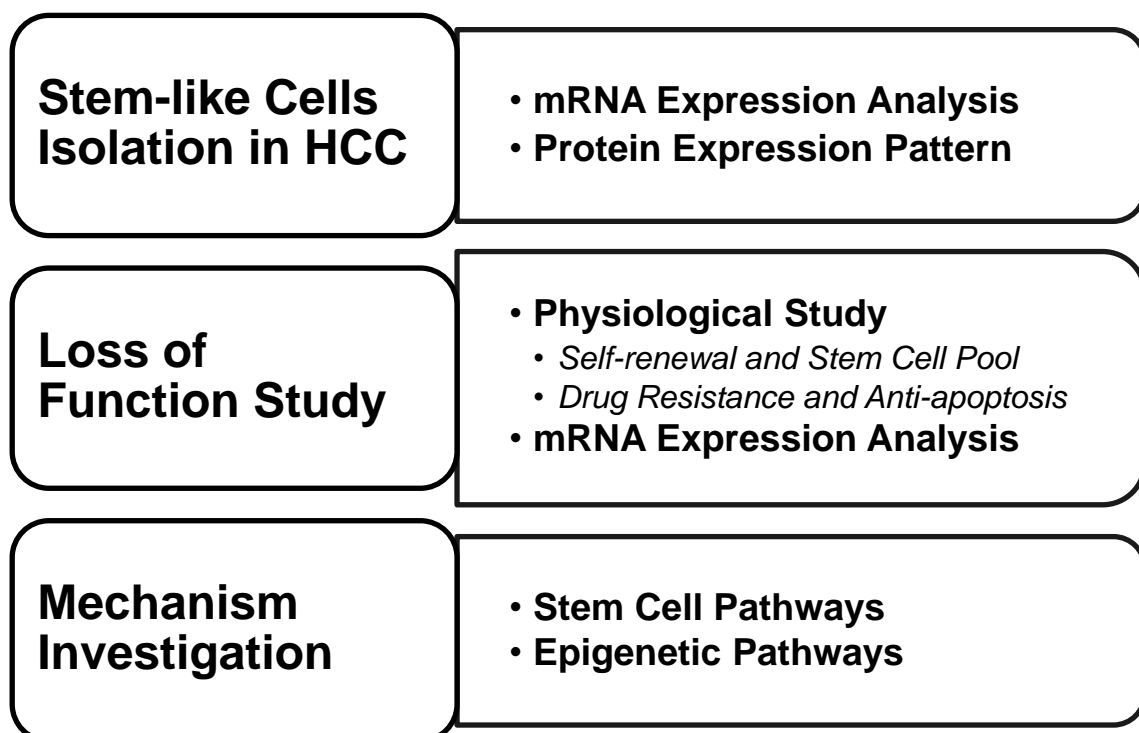 Stem-like Cells
Isolation in HCC
• mRNA Expression Analysis
• Protein Expression Pattern
Loss of
Function Study
• Physiological Study
• Self-renewal and Stem Cell Pool
• Drug Resistance and Anti-apoptosis
• mRNA Expression Analysis
Mechanism
Investigation
• Stem Cell Pathways
• Epigenetic Pathways